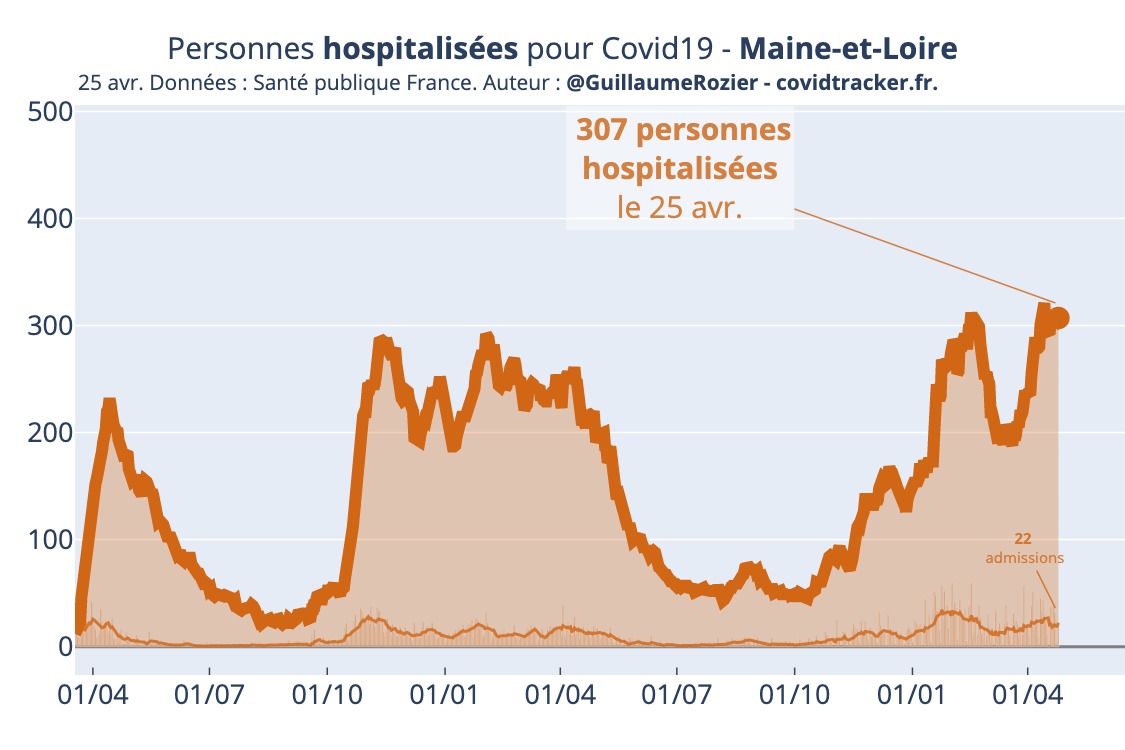 Personnes hospitalisées pour Covid19 - Maine-et-Loire
25 avr. Données : Santé publique France. Auteur : @GuillaumeRozier - covidtracker.fr.
500
307 personnes
hospitalisées
le 25 avr.
400
300
200
100
22
admissions
0
01/04 01/07 01/10 01/01 01/04 01/07 01/10 01/01 01/04